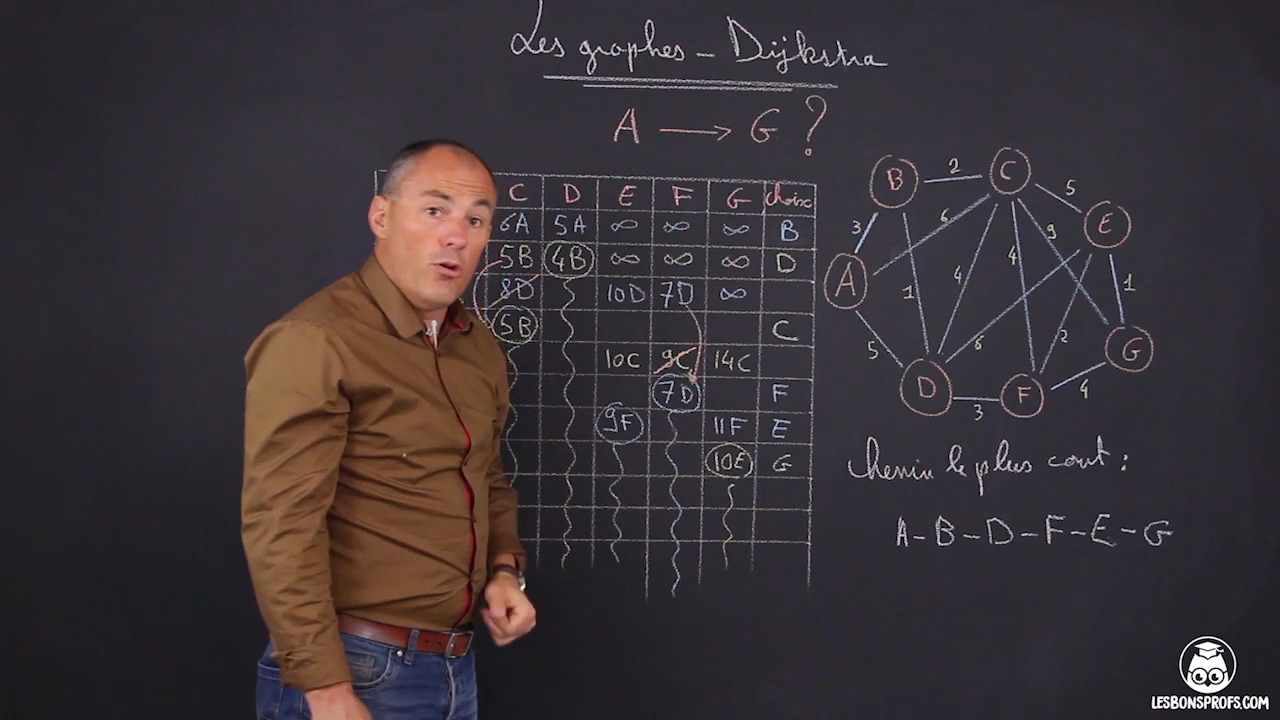 Les graphes - Dijkstra
A → G ?
C D E F G choix
6A 5A ∞ ∞ ∞ B
5B 4B ∞ ∞ ∞ D
8D 10D 7D ∞
5B C
10C 9C 14C
7D F
9F 11F E
10E G
B 2 C
5
E
3 6 9
A 1 4 4 1
5 6 2 G
D 3 F 4
Chemin le plus court :
A-B-D-F-E-G
LESBONSPROFS.COM